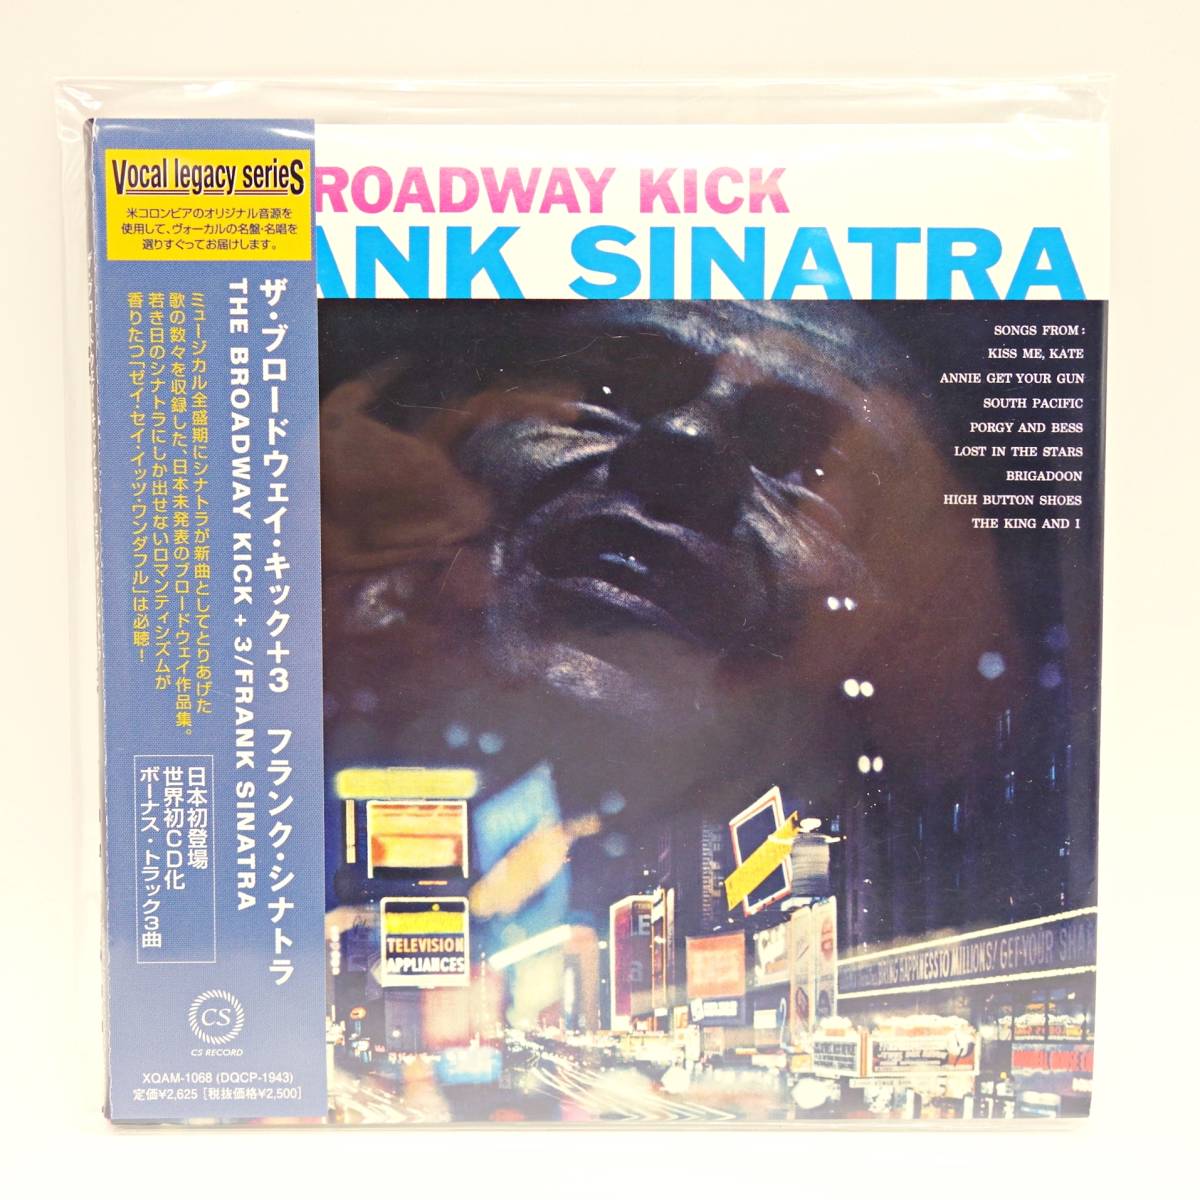 Vocal legacy serieS
米コロンビアのオリジナル音源を
使用して、ヴォーカルの名盤・名唱を
選りすぐってお届けします。
ザ・ブロードウェイ・キック+3 フランク・シナトラ
THE BROADWAY KICK + 3/FRANK SINATRA
ミュージカル全盛期にシナトラが新曲としてとりあげた
歌の数々を収録した、日本未発表のブロードウェイ作品集。
若き日のシナトラにしか出せないロマンティシズムが
香りたつ「ゼイ・セイ・イッツ・ワンダフル」は必聴！
日本初登場
世界初CD化
ボーナス・トラック3曲
CS
CS RECORD
XQAM-1068 (DQCP-1943)
定価¥2,625 [税抜価格¥2,500]
ROADWAY KICK
ANK SINATRA
SONGS FROM:
KISS ME, KATE
ANNIE GET YOUR GUN
SOUTH PACIFIC
PORGY AND BESS
LOST IN THE STARS
BRIGADOON
HIGH BUTTON SHOES
THE KING AND I
TELEVISION
APPLIANCES
BRING HAPPINESS TO MILLIONS! GET YOUR SHA